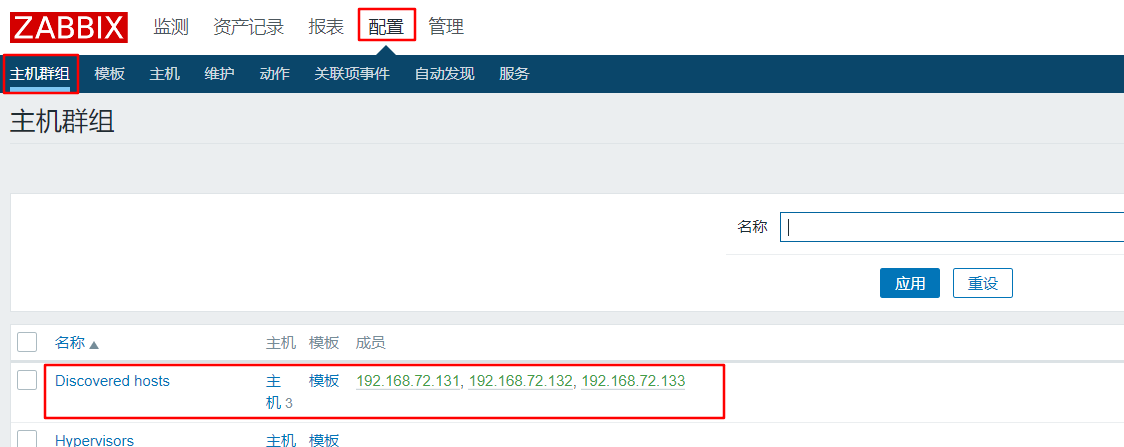 ZABBIX 监测 资产记录 报表 配置 管理
主机群组 模板 主机 维护 动作 关联项事件 自动发现 服务
主机群组
名称
应用 重设
名称 主机 模板 成员
Discovered hosts 主 模板 192.168.72.131, 192.168.72.132, 192.168.72.133
机 3
Hypervisors 主机 模板